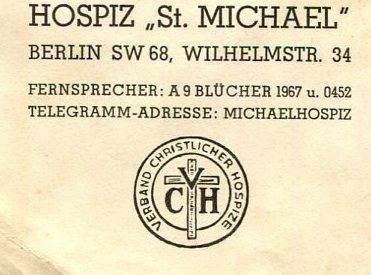 HOSPIZ „St. MICHAEL“
BERLIN SW 68, WILHELMSTR. 34
FERNSPRECHER: A 9 BLÜCHER 1967 u. 0452
TELEGRAMM-ADRESSE: MICHAELHOSPIZ
VERBAND CHRISTLICHER HOSPIZE
V
CH